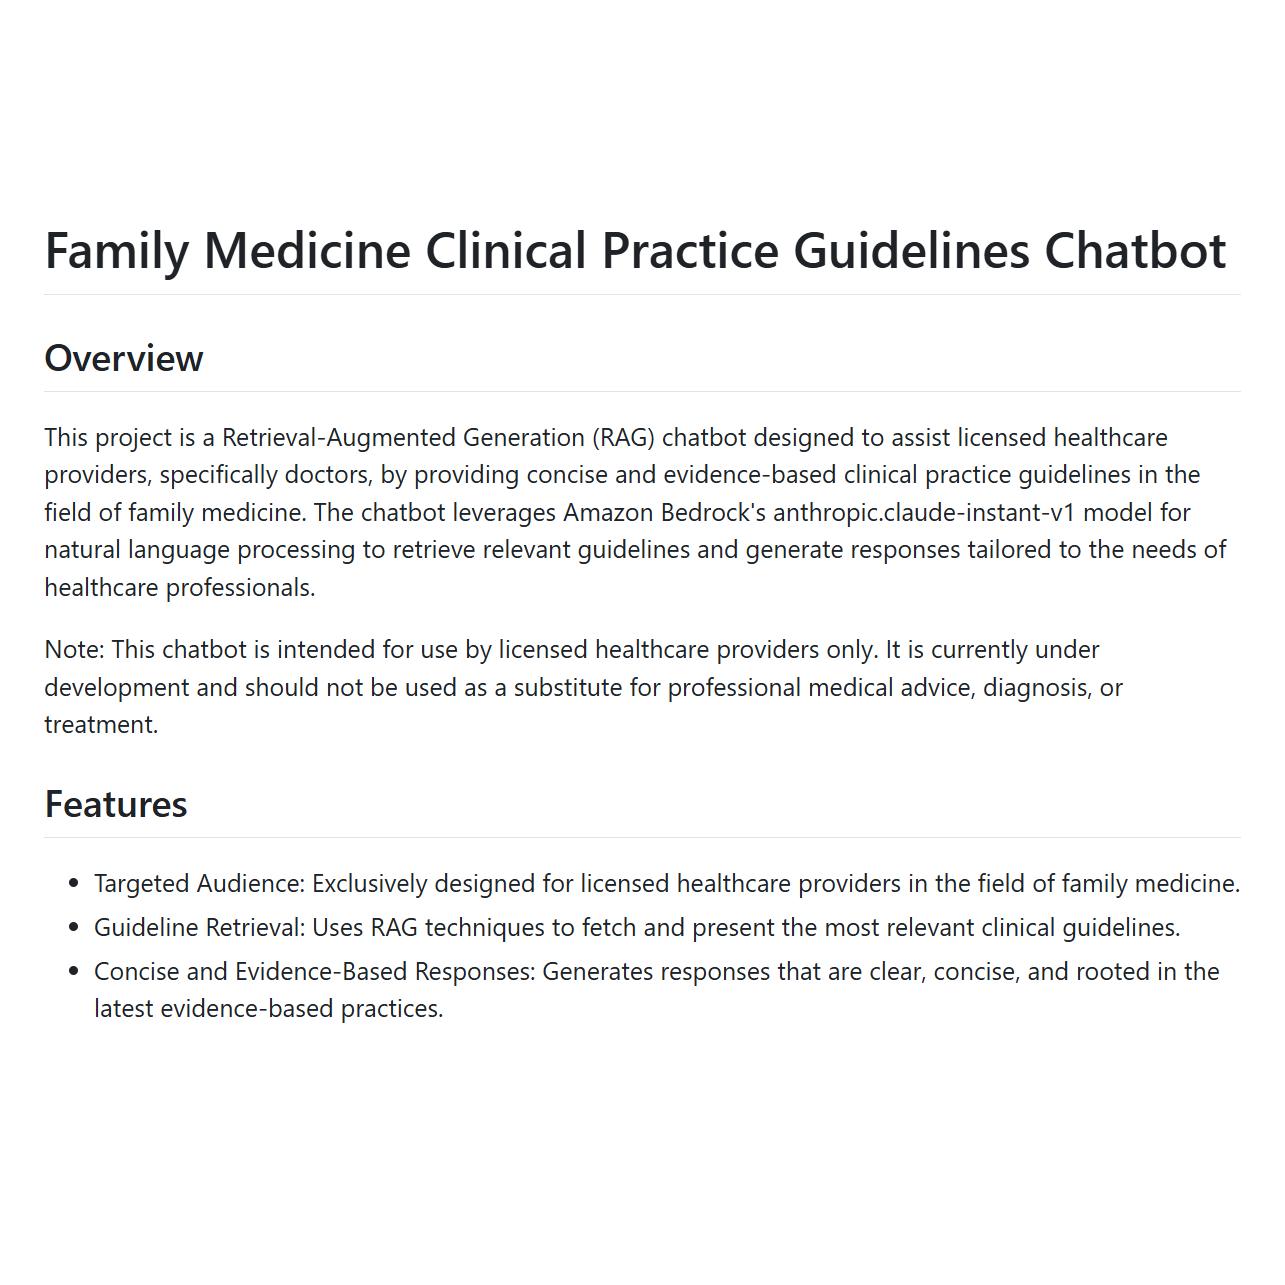 Family Medicine Clinical Practice Guidelines Chatbot
Overview
This project is a Retrieval-Augmented Generation (RAG) chatbot designed to assist licensed healthcare
providers, specifically doctors, by providing concise and evidence-based clinical practice guidelines in the
field of family medicine. The chatbot leverages Amazon Bedrock's anthropic.claude-instant-v1 model for
natural language processing to retrieve relevant guidelines and generate responses tailored to the needs of
healthcare professionals.
Note: This chatbot is intended for use by licensed healthcare providers only. It is currently under
development and should not be used as a substitute for professional medical advice, diagnosis, or
treatment.
Features
• Targeted Audience: Exclusively designed for licensed healthcare providers in the field of family medicine.
• Guideline Retrieval: Uses RAG techniques to fetch and present the most relevant clinical guidelines.
• Concise and Evidence-Based Responses: Generates responses that are clear, concise, and rooted in the
latest evidence-based practices.